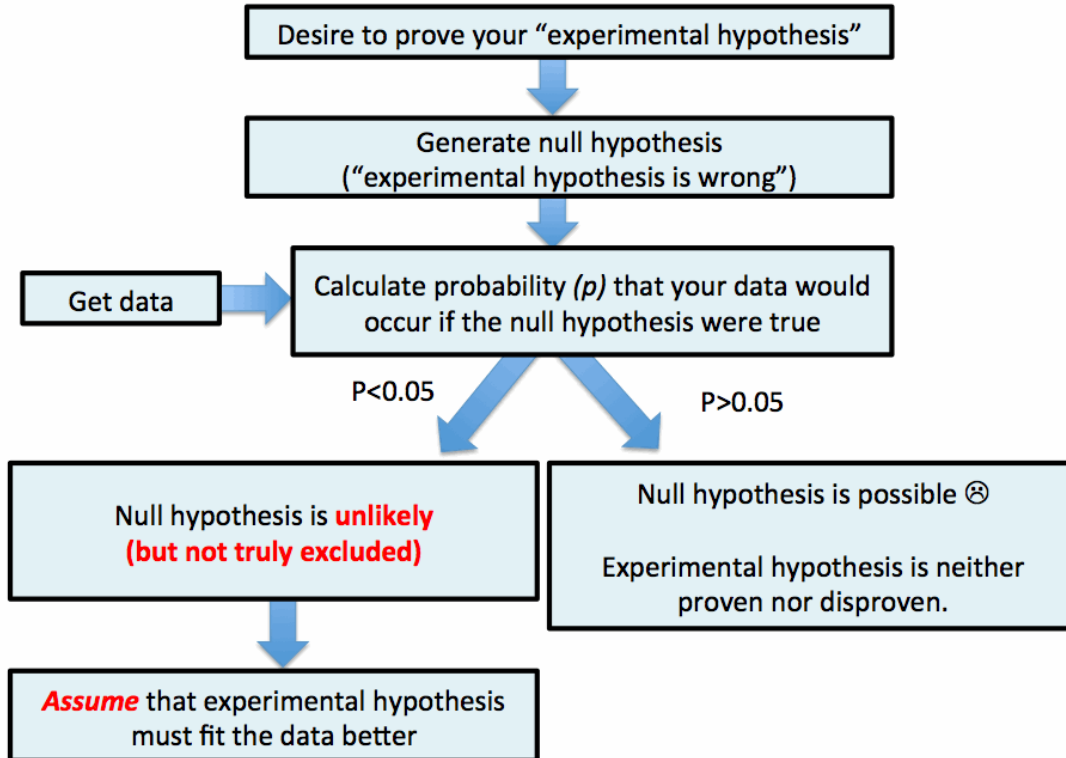 Desire to prove your “experimental hypothesis”
Generate null hypothesis
(“experimental hypothesis is wrong”)
Get data
Calculate probability (p) that your data would
occur if the null hypothesis were true
P<0.05
P>0.05
Null hypothesis is unlikely
(but not truly excluded)
Null hypothesis is possible ☹
Experimental hypothesis is neither
proven nor disproven.
Assume that experimental hypothesis
must fit the data better